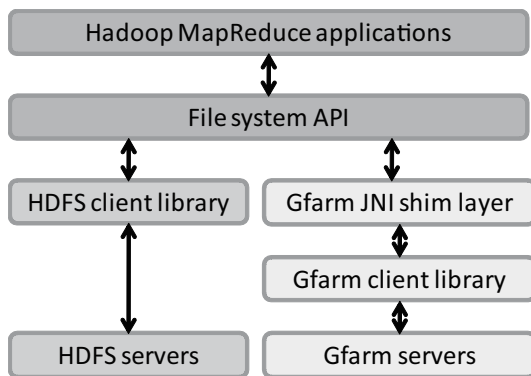 Hadoop MapReduce applications
File system API
HDFS client library
Gfarm JNI shim layer
Gfarm client library
HDFS servers
Gfarm servers